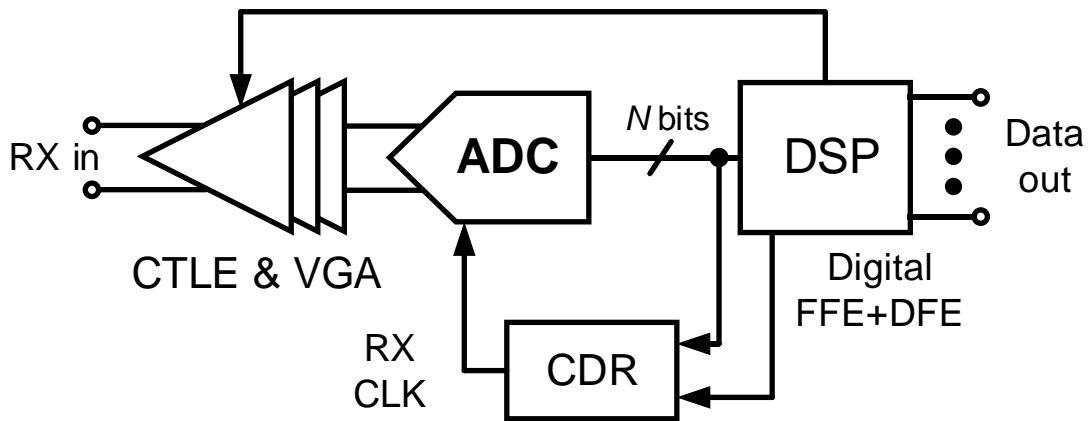 N bits
RX in
ADC
DSP
Data
out
CTLE & VGA
Digital
FFE+DFE
RX
CLK
CDR